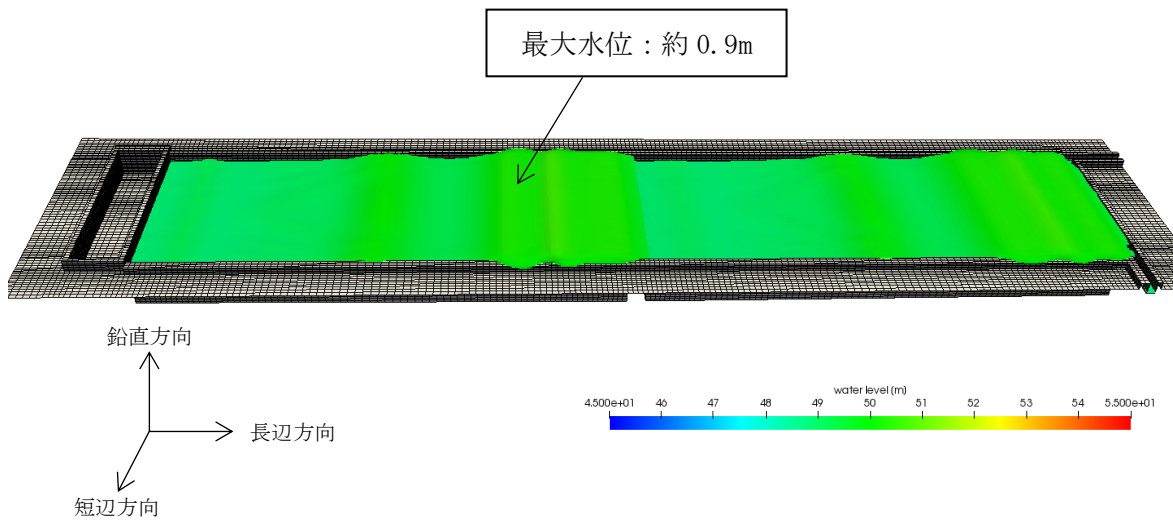 最大水位：約 0.9m
鉛直方向
長辺方向
短辺方向
water level (m)
4.500e+01 46 47 48 49 50 51 52 53 54 5.500e+01